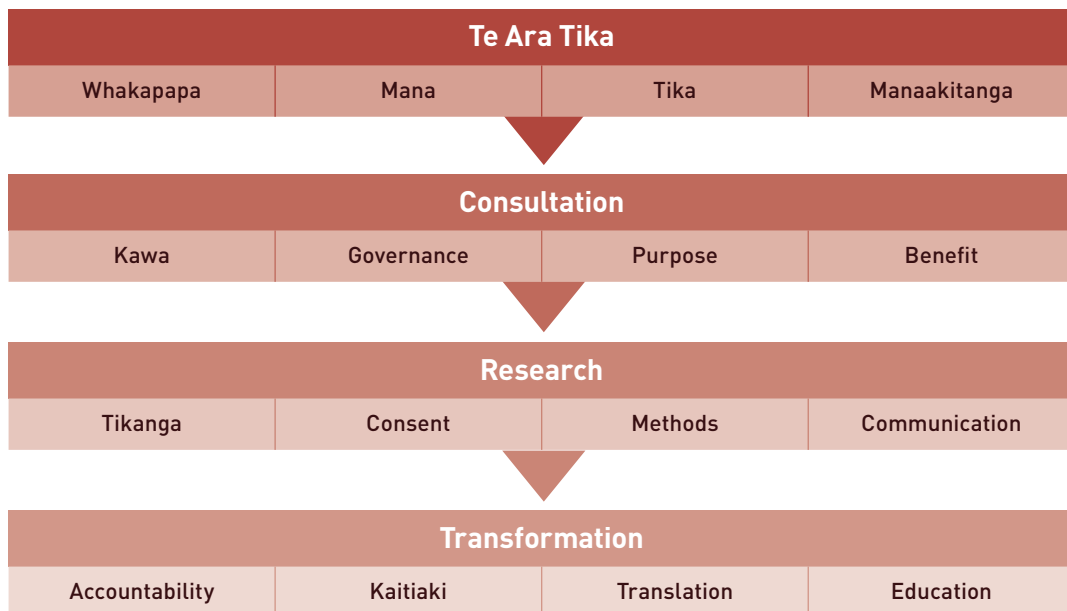 Te Ara Tika
Whakapapa Mana Tika Manaakitanga
Consultation
Kawa Governance Purpose Benefit
Research
Tikanga Consent Methods Communication
Transformation
Accountability Kaitiaki Translation Education